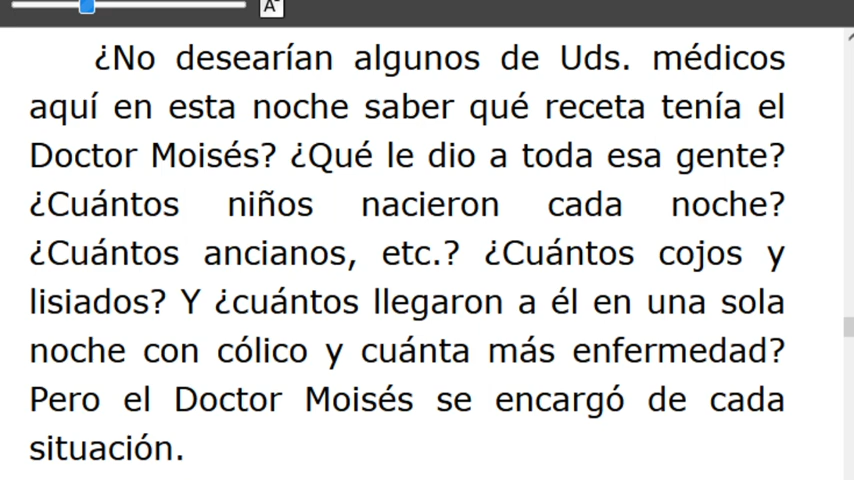 A
¿No desearían algunos de Uds. médicos
aquí en esta noche saber qué receta tenía el
Doctor Moisés? ¿Qué le dio a toda esa gente?
¿Cuántos niños nacieron cada noche?
¿Cuántos ancianos, etc.? ¿Cuántos cojos y
lisiados? Y ¿cuántos llegaron a él en una sola
noche con cólico y cuánta más enfermedad?
Pero el Doctor Moisés se encargó de cada
situación.